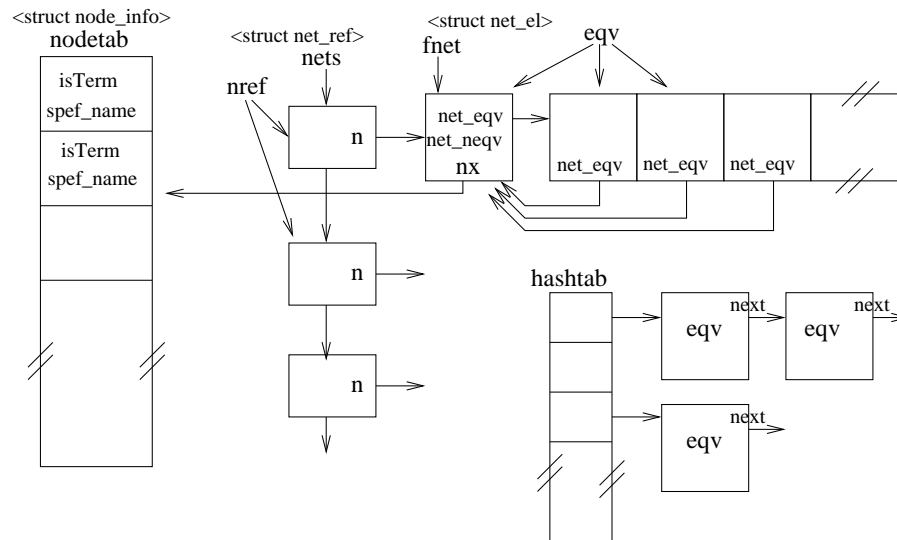 <struct node_info>
nodetab
isTerm
spef_name
isTerm
spef_name
<struct net_ref>
nets
nref
n
n
n
<struct net_el>
fnet
eqv
net_eqv
net_neqv
nx
net_eqv
net_eqv
net_eqv
hashtab
eqv
next
eqv
next
eqv
next